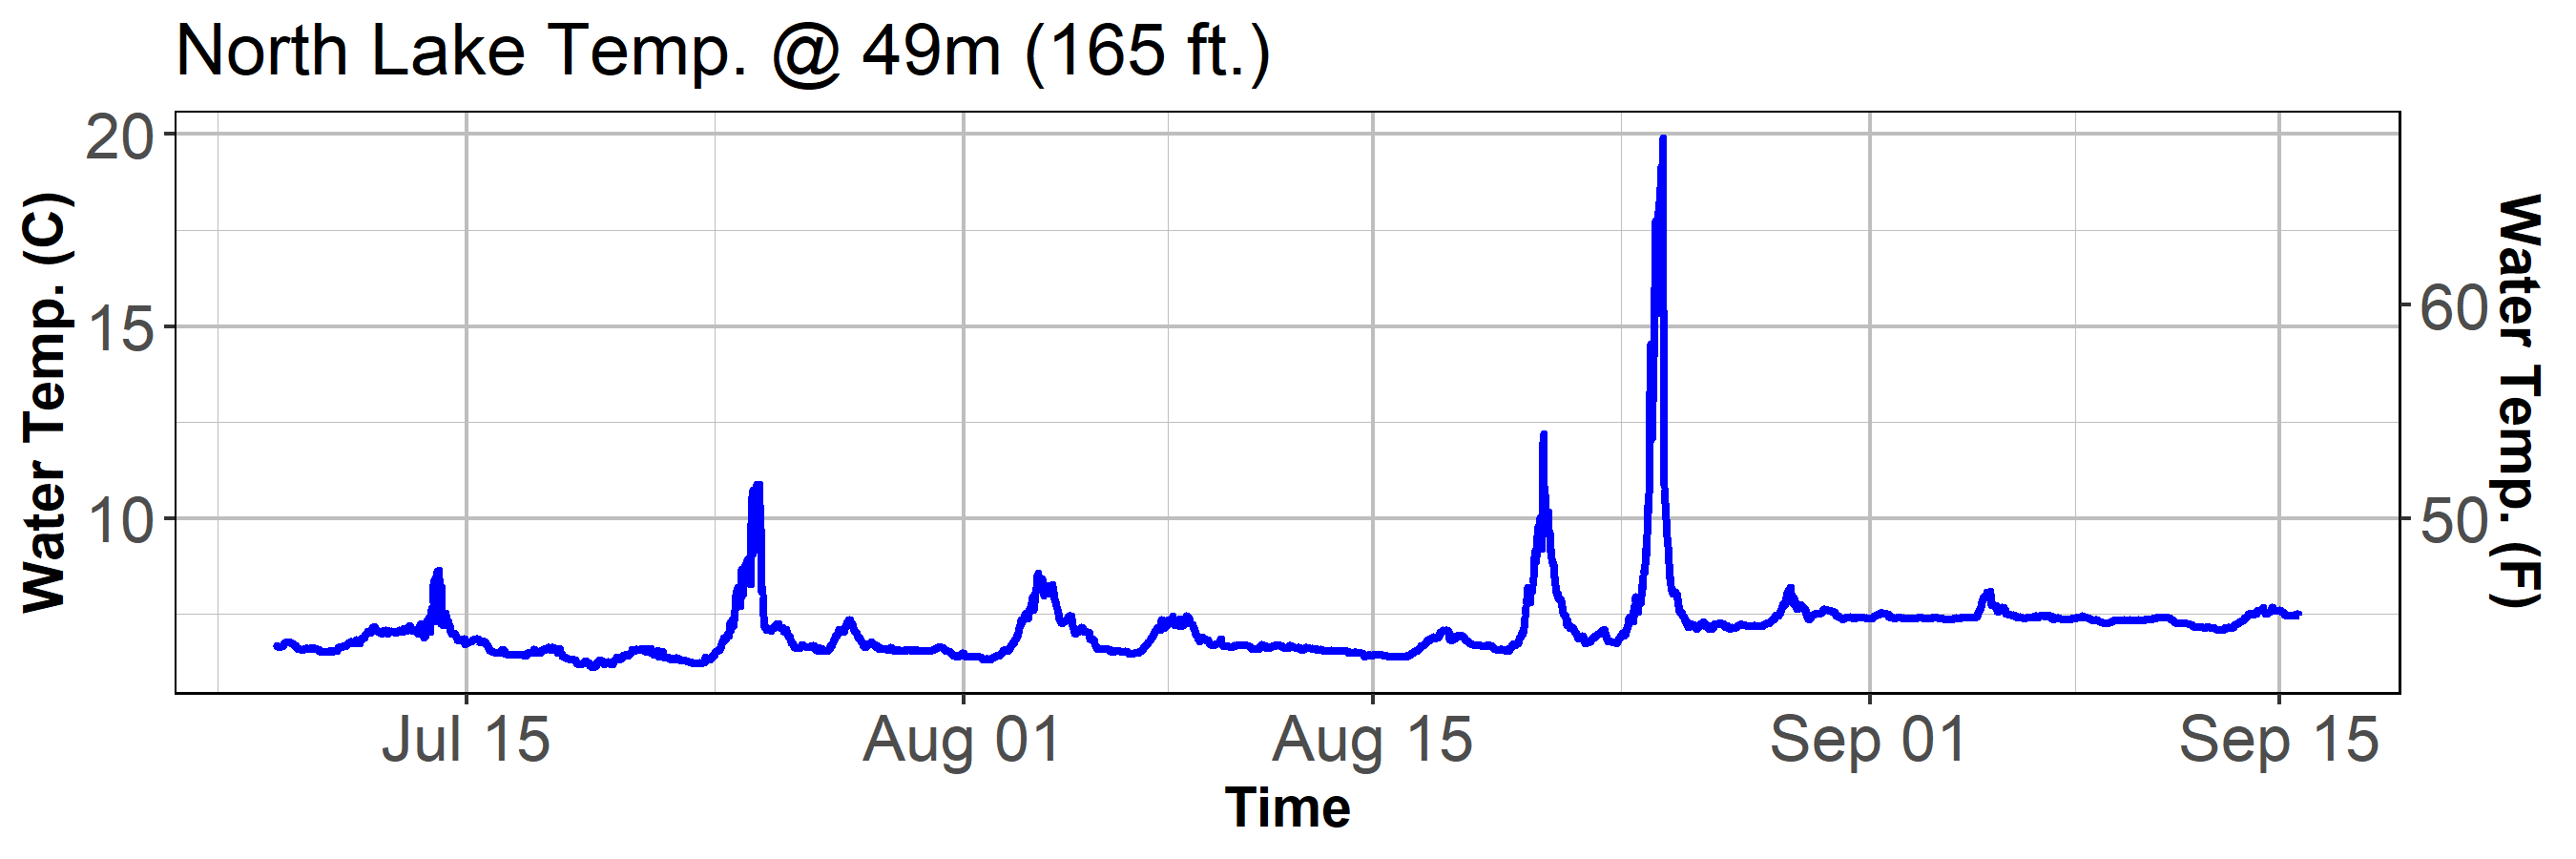 North Lake Temp. @ 49m (165 ft.)
Water Temp. (C)
20
15
10
60
50
Water Temp. (F)
Jul 15
Aug 01
Aug 15
Sep 01
Sep 15
Time